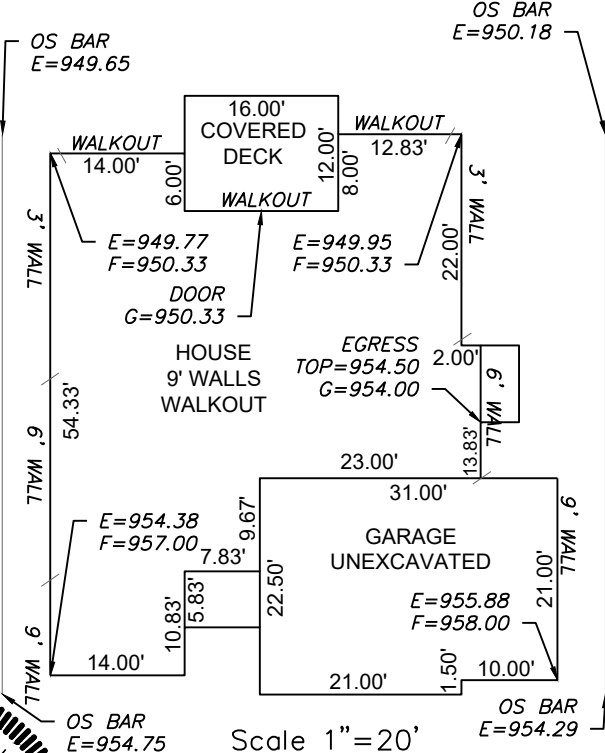 OS BAR
E=949.65
OS BAR
E=950.18
16.00'
COVERED
DECK
WALKOUT
14.00'
6.00'
12.00'
8.00'
WALKOUT
12.83'
WALKOUT
3' WALL
3' WALL
22.00'
E=949.77
F=950.33
E=949.95
F=950.33
DOOR
G=950.33
HOUSE
9' WALLS
WALKOUT
EGRESS
TOP=954.50
G=954.00
2.00'
6' WALL
13.83'
54.33'
6' WALL
23.00'
31.00'
9' WALL
E=954.38
F=957.00
9.67'
7.83'
GARAGE
UNEXCAVATED
22.50'
21.00'
10.83'
5.83'
E=955.88
F=958.00
9' WALL
14.00'
21.00'
1.50'
10.00'
OS BAR
E=954.75
Scale 1"=20'
OS BAR
E=954.29